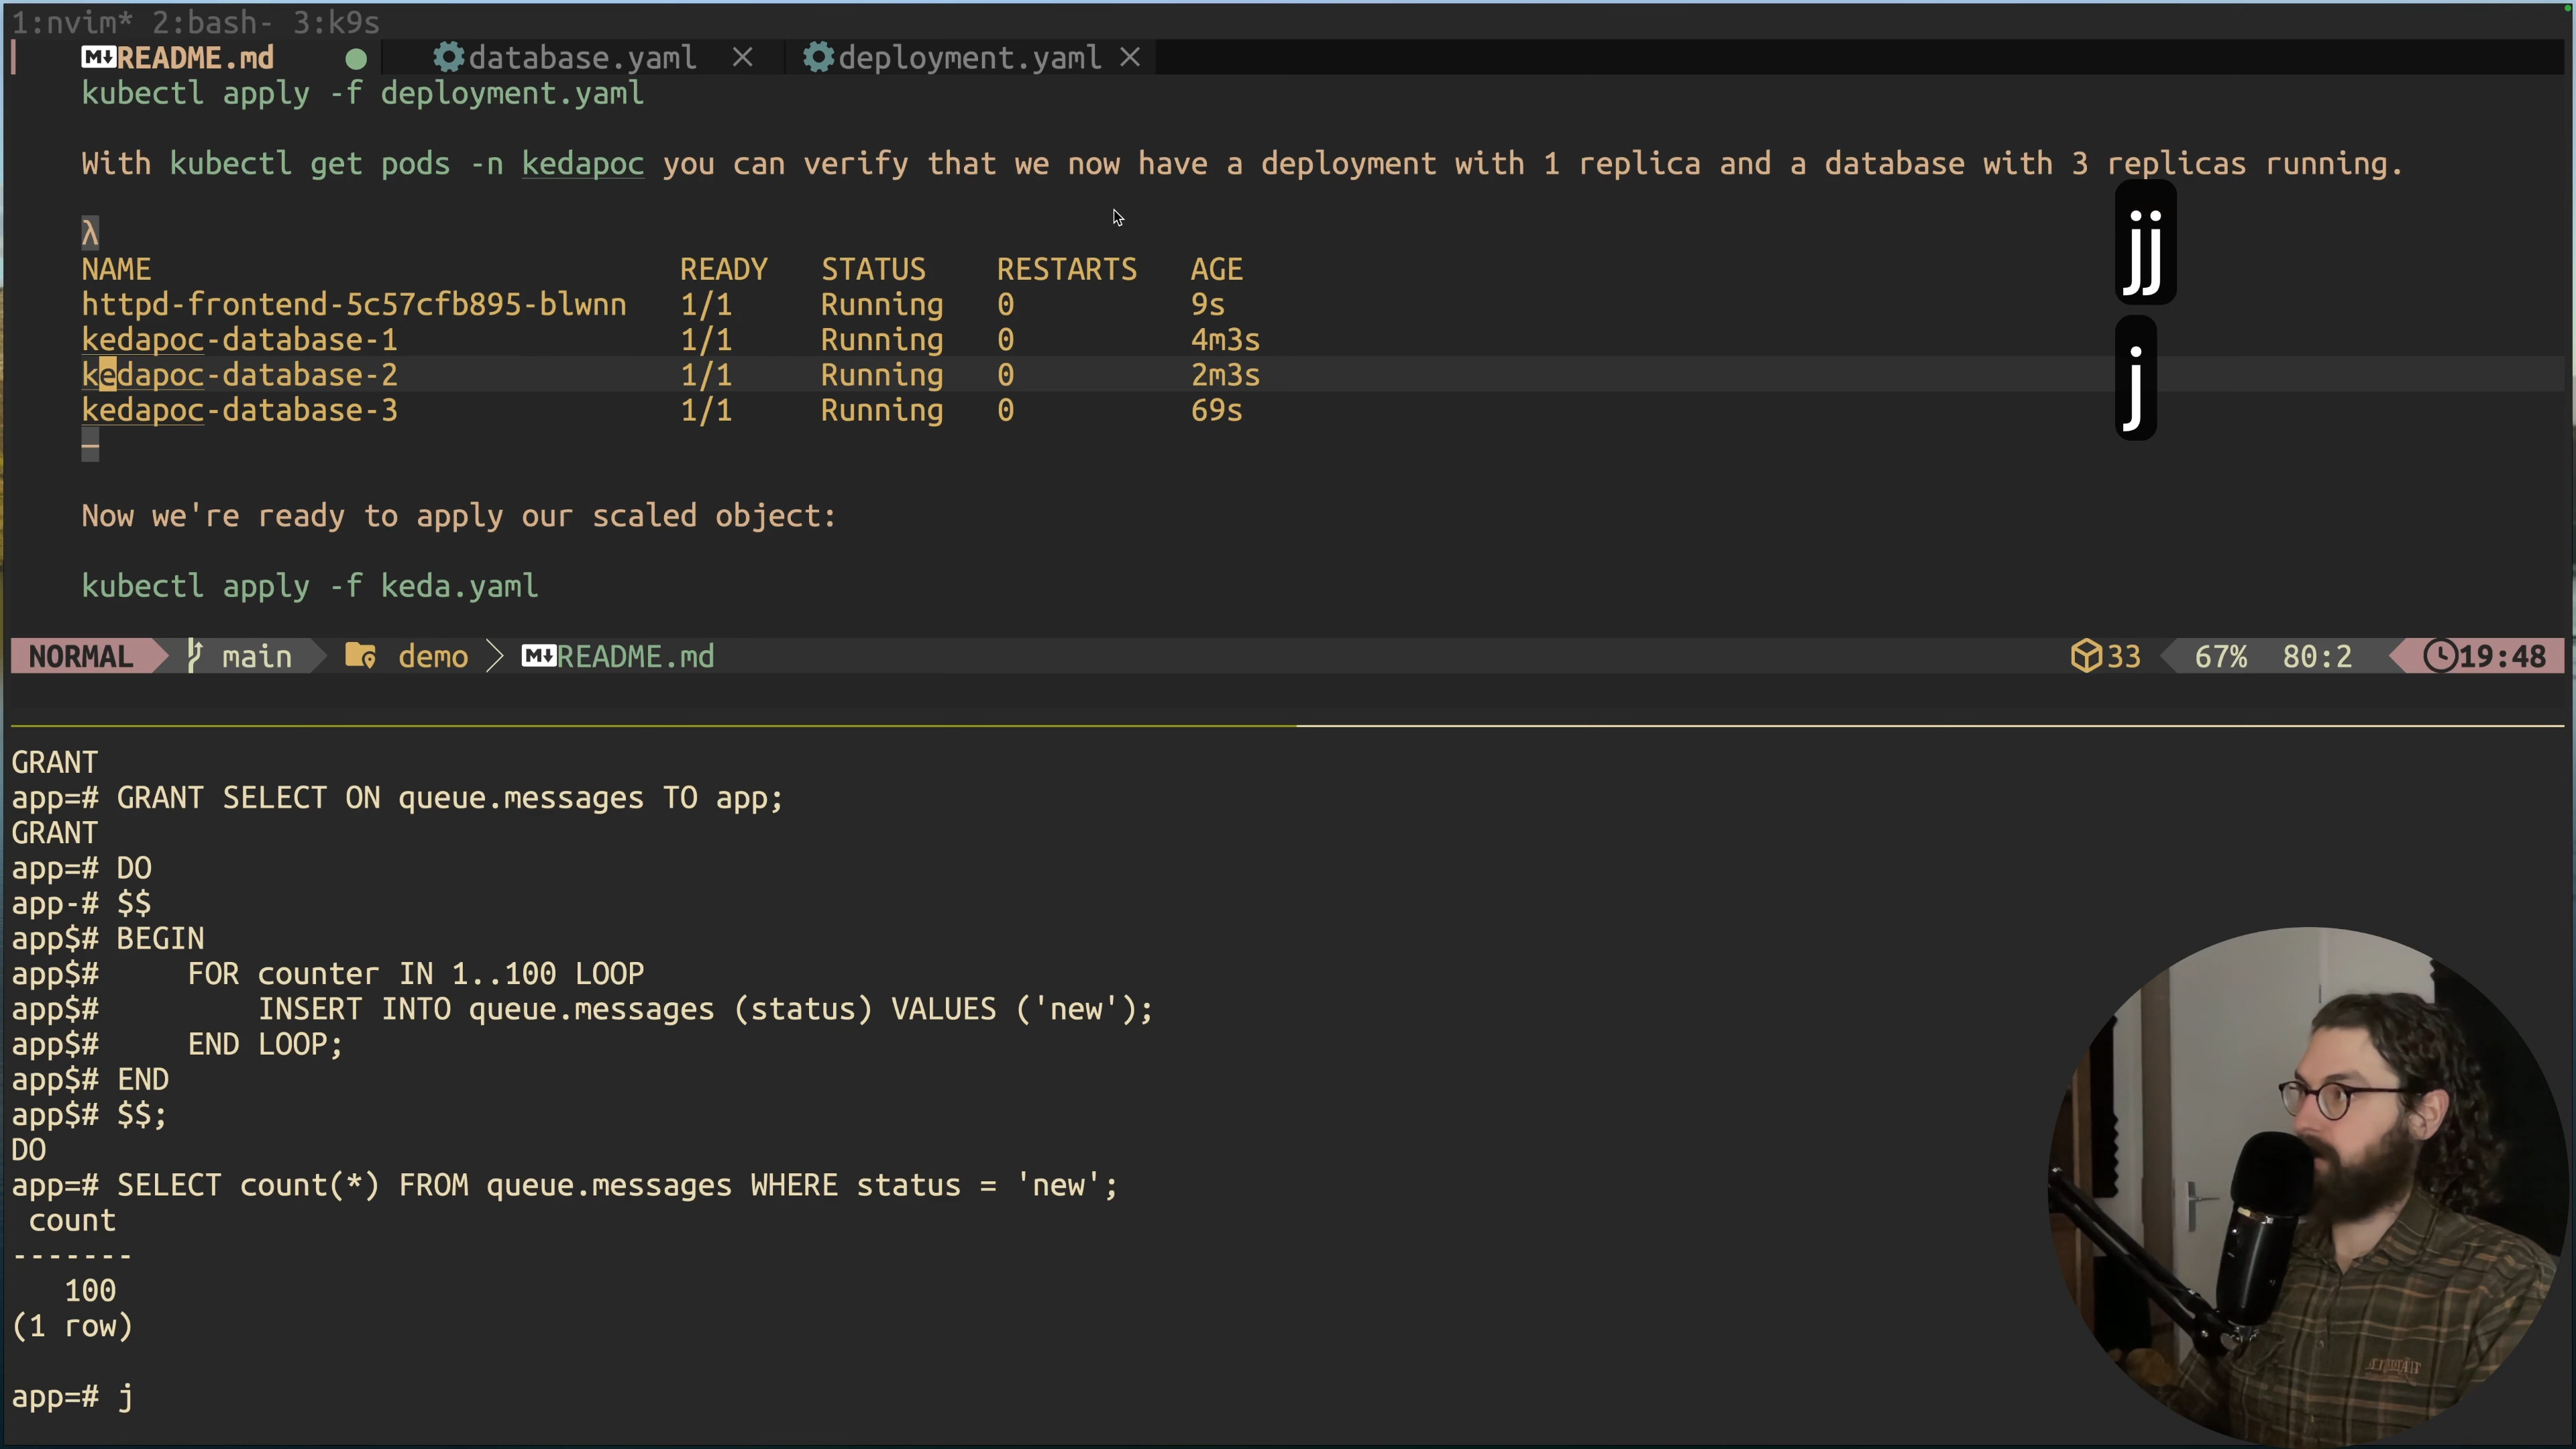 1:nvim* 2:bash- 3:k9s
README.md database.yaml deployment.yaml
kubectl apply -f deployment.yaml
With kubectl get pods -n kedapoc you can verify that we now have a deployment with 1 replica and a database with 3 replicas running.
λ
NAME READY STATUS RESTARTS AGE
httpd-frontend-5c57cfb895-blwnn 1/1 Running 0 9s
kedapoc-database-1 1/1 Running 0 4m3s
kedapoc-database-2 1/1 Running 0 2m3s
kedapoc-database-3 1/1 Running 0 69s
jj
j
Now we're ready to apply our scaled object:
kubectl apply -f keda.yaml
NORMAL main demo README.md 33 67% 80:2 19:48
GRANT
app=# GRANT SELECT ON queue.messages TO app;
GRANT
app=# DO
app-# $$
app$# BEGIN
app$# FOR counter IN 1..100 LOOP
app$# INSERT INTO queue.messages (status) VALUES ('new');
app$# END LOOP;
app$# END
app$# $$;
DO
app=# SELECT count(*) FROM queue.messages WHERE status = 'new';
count
-------
100
(1 row)
app=# j